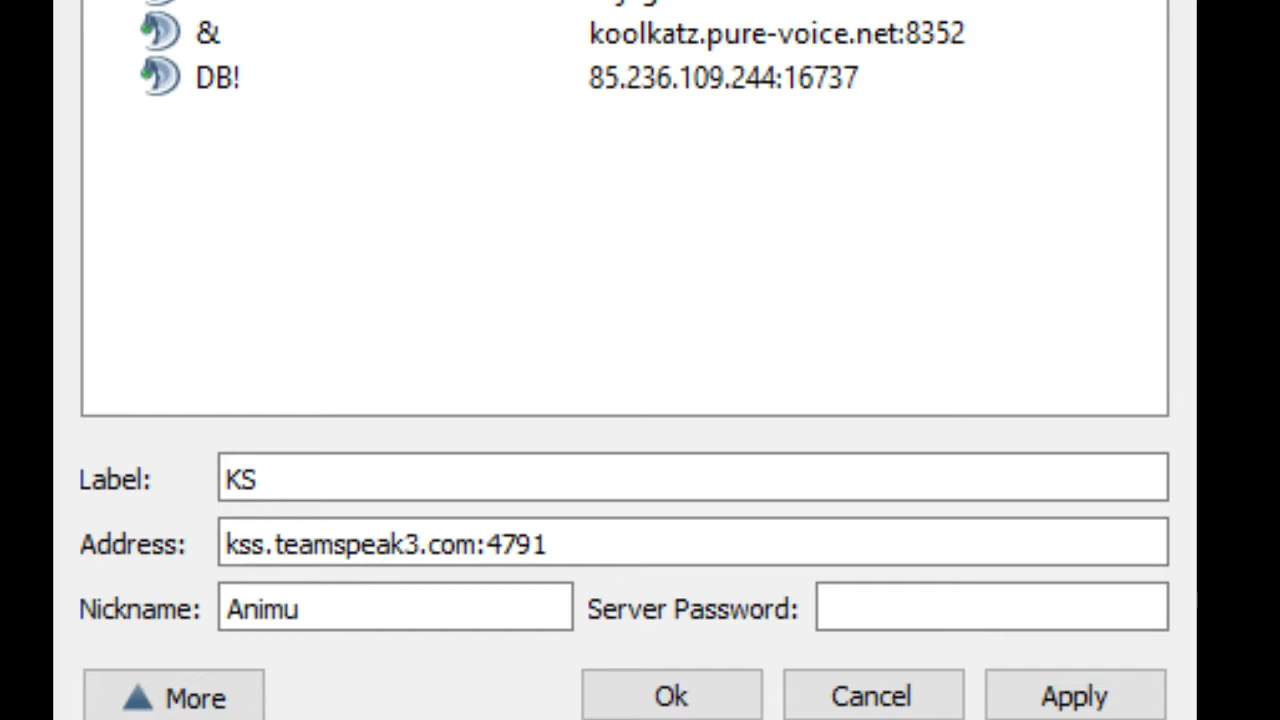 & koolkatz.pure-voice.net:8352
DB! 85.236.109.244:16737
Label: KS
Address: kss.teamspeak3.com:4791
Nickname: Animu Server Password:
More Ok Cancel Apply